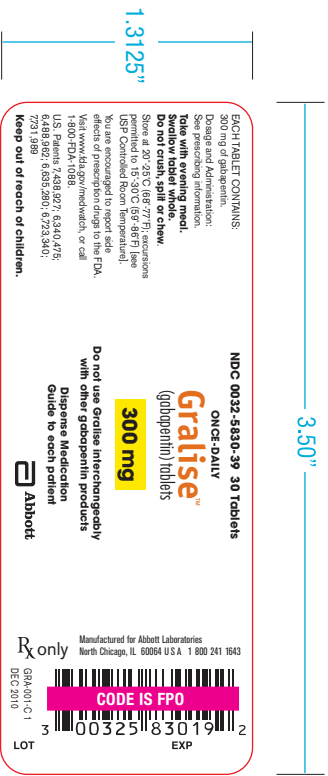 1.3125"
3.50"
EACH TABLET CONTAINS:
300 mg of gabapentin.
Dosage and Administration:
See prescribing information.
Take with evening meal.
Swallow tablet whole.
Do not crush, split or chew.
Store at 20°-25°C (68°-77°F); excursions
permitted to 15°-30°C (59°-86°F) [see
USP Controlled Room Temperature].
You are encouraged to report side
effects of prescription drugs to the FDA.
Visit www.fda.gov/medwatch, or call
1-800-FDA-1088.
U.S. Patents 7,438,927; 6,340,475;
6,488,962; 6,635,280; 6,723,340;
7,731,989
Keep out of reach of children.
NDC 0032-5830-39 30 Tablets
ONCE-DAILY
Gralise™
(gabapentin) tablets
300 mg
Do not use Gralise interchangeably
with other gabapentin products
Dispense Medication
Guide to each patient
Abbott
Rx only
Manufactured for Abbott Laboratories
North Chicago, IL 60064 U S A 1 800 241 1643
GRA-001-C 1
DEC 2010
CODE IS FPO
3 00325 83019 2
LOT EXP